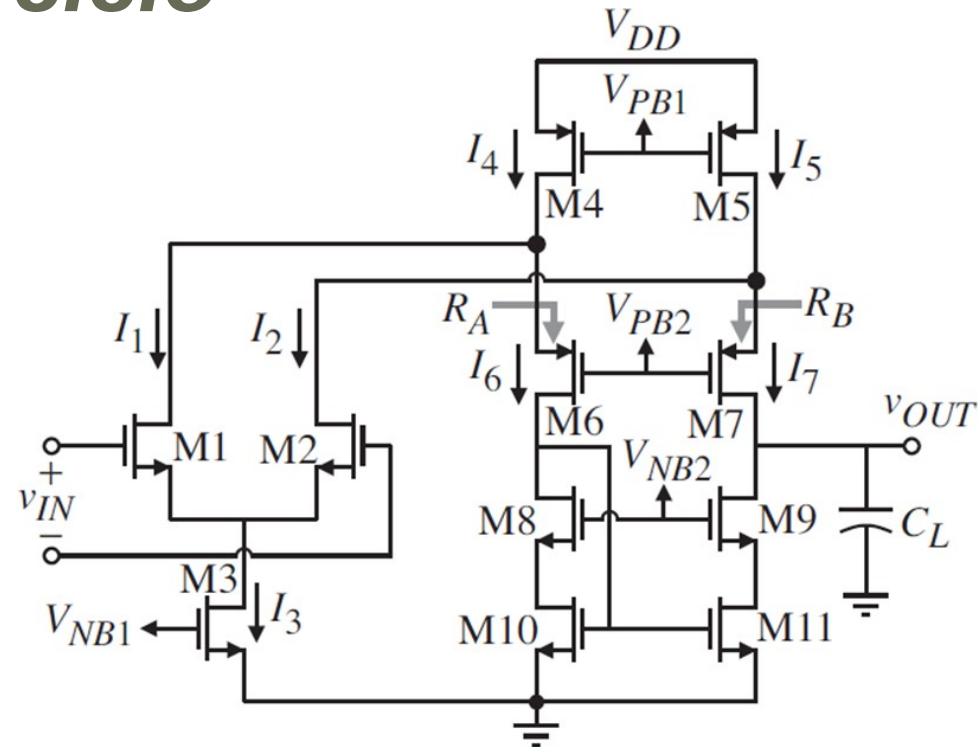 V_DD
V_PB1
I_4
I_5
M4
M5
R_A
V_PB2
R_B
I_1
I_2
I_6
I_7
M6
M7
v_OUT
+
v_IN
−
M1
M2
V_NB2
M8
M9
C_L
M3
V_NB1
I_3
M10
M11